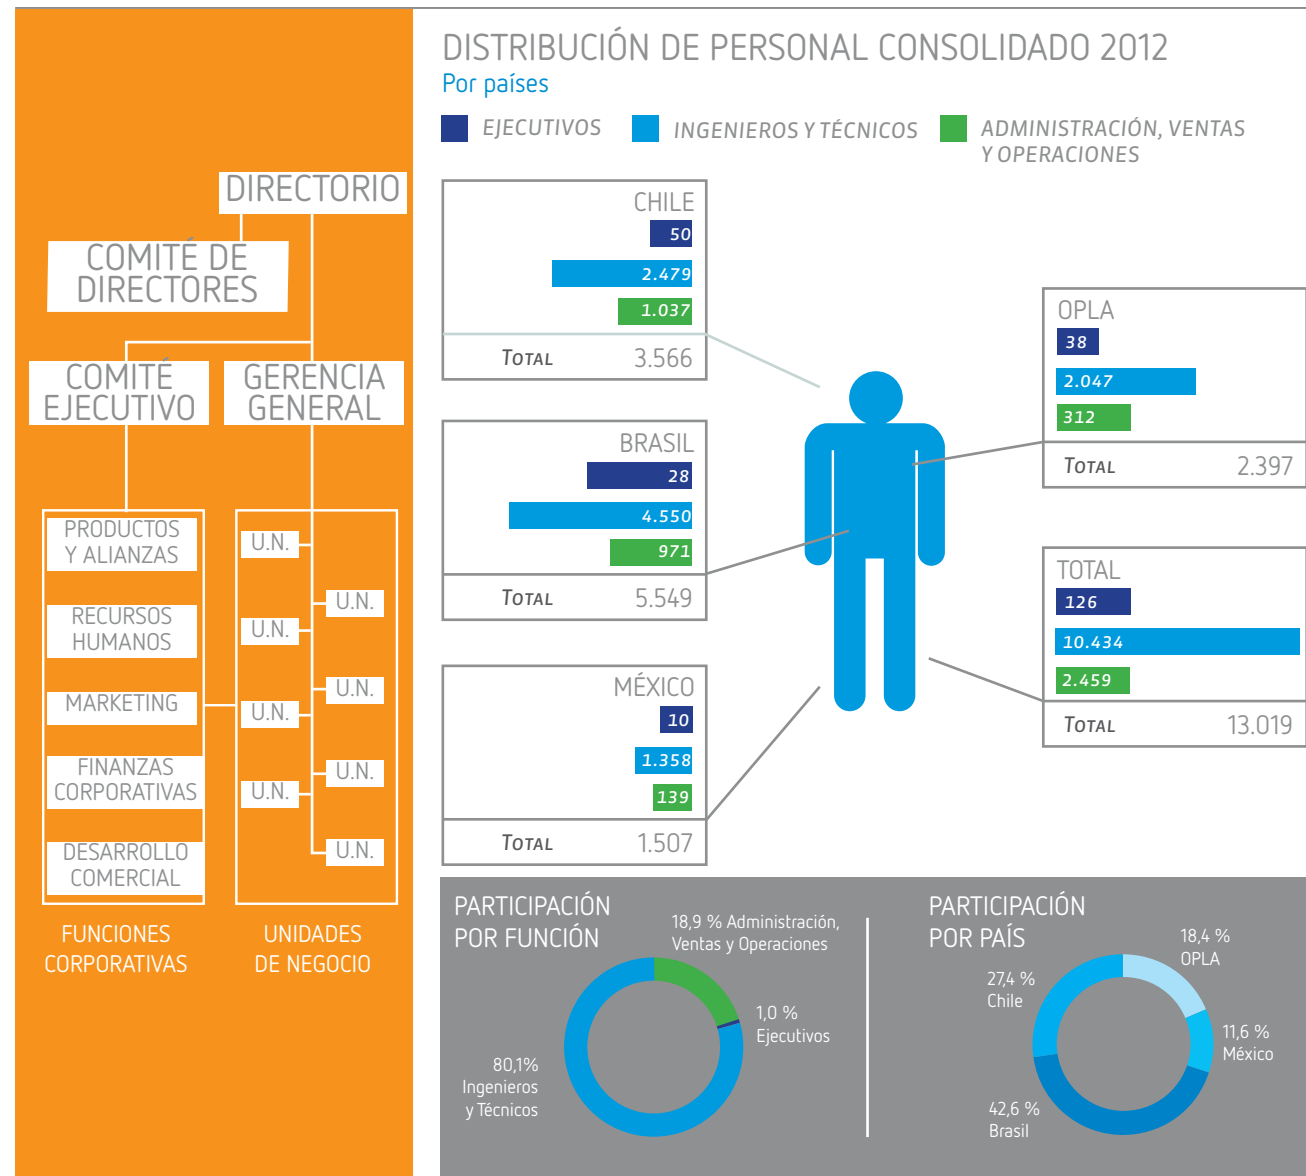 DIRECTORIO
COMITÉ DE
DIRECTORES
COMITÉ
EJECUTIVO
GERENCIA
GENERAL
PRODUCTOS
Y ALIANZAS
RECURSOS
HUMANOS
MARKETING
FINANZAS
CORPORATIVAS
DESARROLLO
COMERCIAL
U.N.
U.N.
U.N.
U.N.
U.N.
U.N.
U.N.
U.N.
FUNCIONES
CORPORATIVAS
UNIDADES
DE NEGOCIO
DISTRIBUCIÓN DE PERSONAL CONSOLIDADO 2012
Por países
EJECUTIVOS
INGENIEROS Y TÉCNICOS
ADMINISTRACIÓN, VENTAS
Y OPERACIONES
CHILE
50
2.479
1.037
TOTAL 3.566
BRASIL
28
4.550
971
TOTAL 5.549
MÉXICO
10
1.358
139
TOTAL 1.507
OPLA
38
2.047
312
TOTAL 2.397
TOTAL
126
10.434
2.459
TOTAL 13.019
PARTICIPACIÓN
POR FUNCIÓN
18,9 % Administración,
Ventas y Operaciones
1,0 %
Ejecutivos
80,1%
Ingenieros
y Técnicos
PARTICIPACIÓN
POR PAÍS
18,4 %
OPLA
27,4 %
Chile
11,6 %
México
42,6 %
Brasil